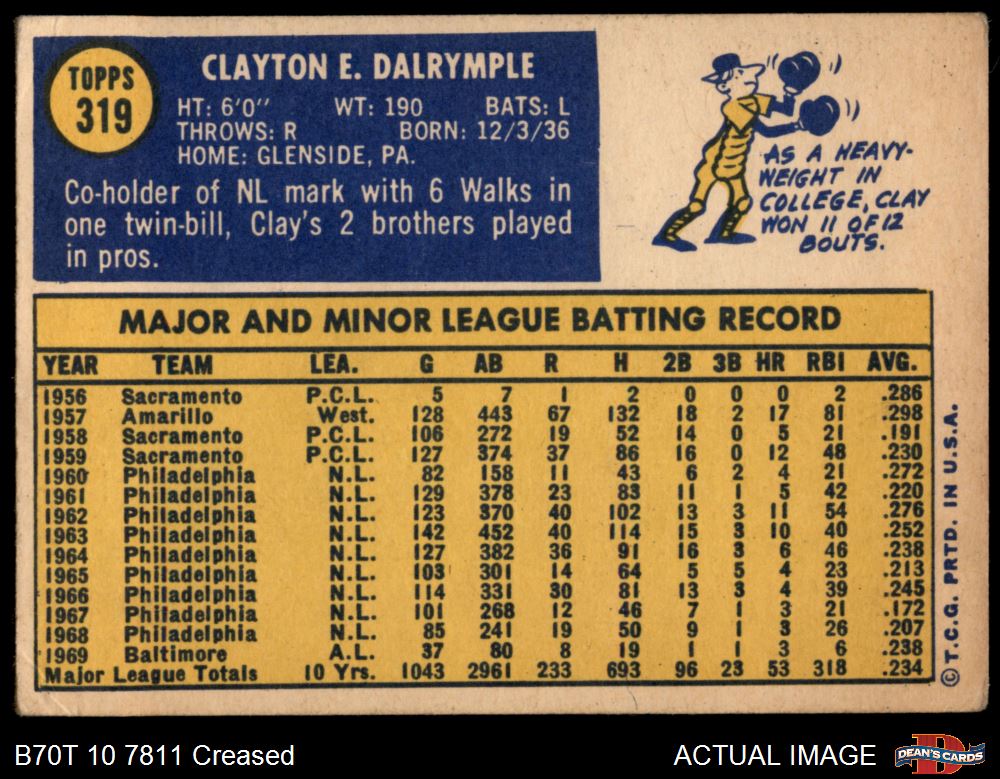 TOPPS
319
CLAYTON E. DALRYMPLE
HT: 6'0" WT: 190 BATS: L
THROWS: R BORN: 12/3/36
HOME: GLENSIDE, PA.
Co-holder of NL mark with 6 Walks in
one twin-bill, Clay's 2 brothers played
in pros.
AS A HEAVY-
WEIGHT IN
COLLEGE, CLAY
WON 11 OF 12
BOUTS.
MAJOR AND MINOR LEAGUE BATTING RECORD
YEAR TEAM LEA. G AB R H 2B 3B HR RBI AVG.
1956 Sacramento P.C.L. 5 7 1 2 0 0 0 2 .286
1957 Amarillo West. 128 443 67 132 18 2 17 81 .298
1958 Sacramento P.C.L. 106 272 19 52 14 0 5 21 .191
1959 Sacramento P.C.L. 127 374 37 86 16 0 12 48 .230
1960 Philadelphia N.L. 82 158 11 43 6 2 4 21 .272
1961 Philadelphia N.L. 129 378 23 83 11 1 5 42 .220
1962 Philadelphia N.L. 123 370 40 102 13 3 11 54 .276
1963 Philadelphia N.L. 142 452 40 114 15 3 10 40 .252
1964 Philadelphia N.L. 127 382 36 91 16 3 6 46 .238
1965 Philadelphia N.L. 103 301 14 64 5 5 4 23 .213
1966 Philadelphia N.L. 114 331 30 81 13 3 4 39 .245
1967 Philadelphia N.L. 101 268 12 46 7 1 3 21 .172
1968 Philadelphia N.L. 85 241 19 50 9 1 3 26 .207
1969 Baltimore A.L. 37 80 8 19 1 1 3 6 .238
Major League Totals 10 Yrs. 1043 2961 233 693 96 23 53 318 .234
© T.C.G. PRTD. IN U.S.A.
B70T 10 7811 Creased
ACTUAL IMAGE
DEAN'S CARDS